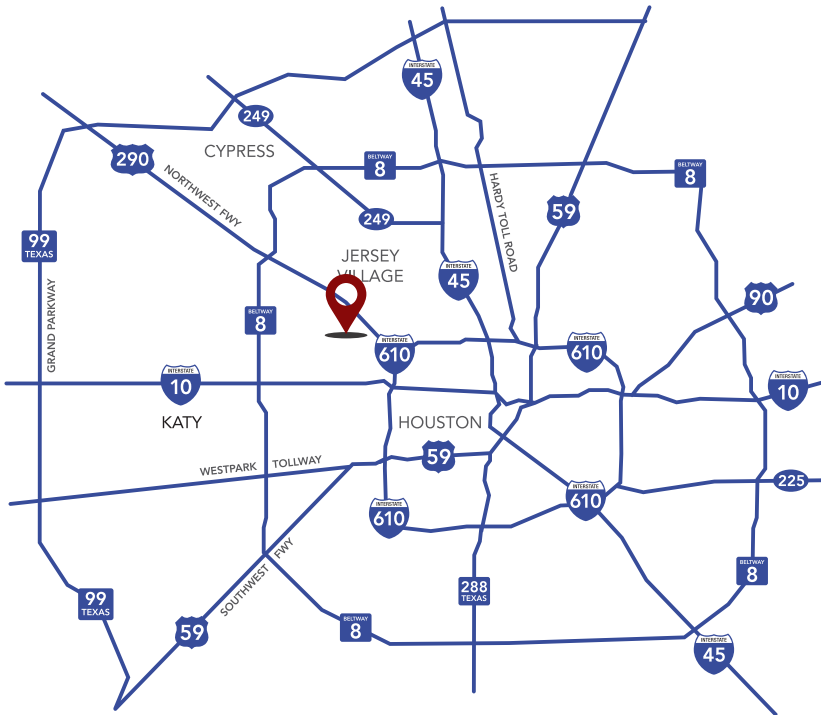 INTERSTATE
45
249
CYPRESS
290
BELTWAY
8
BELTWAY
8
NORTHWEST FWY
HARDY TOLL ROAD
59
249
99
TEXAS
JERSEY
VILLAGE
INTERSTATE
45
90
GRAND PARKWAY
BELTWAY
8
INTERSTATE
610
INTERSTATE
610
INTERSTATE
10
INTERSTATE
10
KATY
HOUSTON
59
WESTPARK TOLLWAY
225
INTERSTATE
610
INTERSTATE
610
SOUTHWEST FWY
BELTWAY
8
288
TEXAS
99
TEXAS
59
BELTWAY
8
INTERSTATE
45